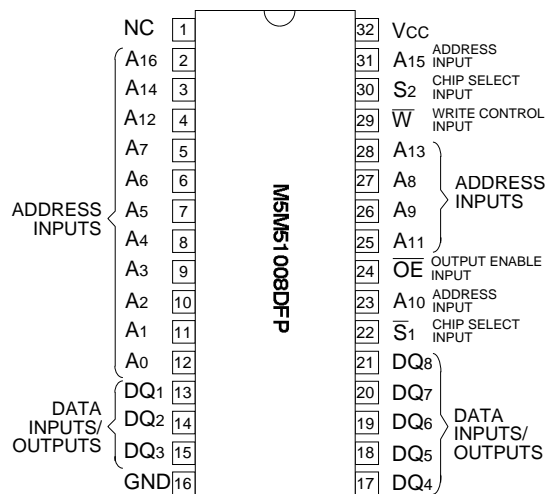 NC 1
A16 2
A14 3
A12 4
A7 5
A6 6
A5 7
A4 8
A3 9
A2 10
A1 11
A0 12
DQ1 13
DQ2 14
DQ3 15
GND 16
ADDRESS
INPUTS
DATA
INPUTS/
OUTPUTS
M5M51008DFP
32 VCC
31 A15 ADDRESS
INPUT
30 S2 CHIP SELECT
INPUT
29 W̅ WRITE CONTROL
INPUT
28 A13
27 A8
26 A9
25 A11
ADDRESS
INPUTS
24 O̅E̅ OUTPUT ENABLE
INPUT
23 A10 ADDRESS
INPUT
22 S̅1 CHIP SELECT
INPUT
21 DQ8
20 DQ7
19 DQ6
18 DQ5
17 DQ4
DATA
INPUTS/
OUTPUTS